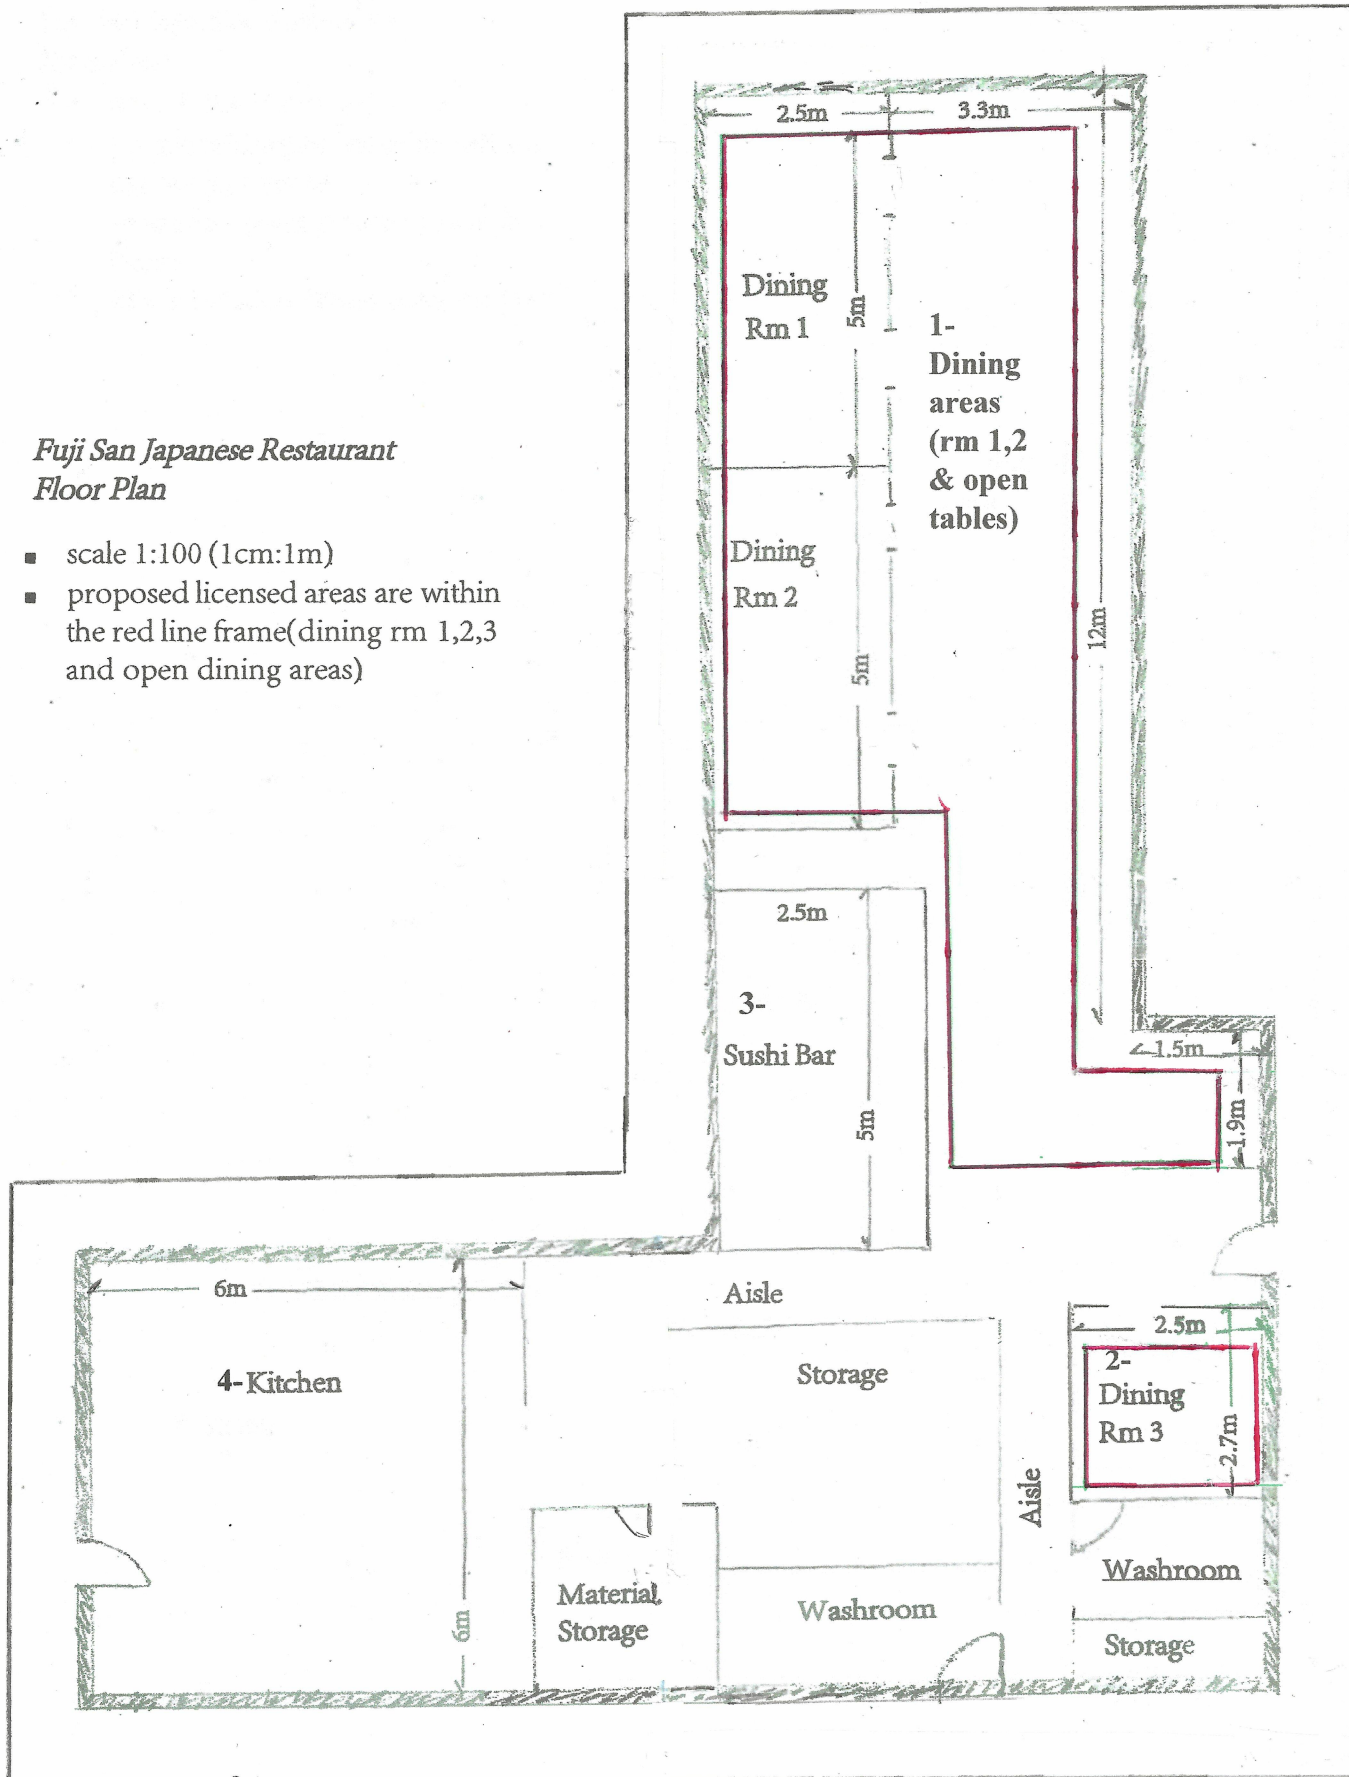 2.5m
3.3m
Dining
Rm 1
5m
1-
Dining
areas
(rm 1,2
& open
tables)
Fuji San Japanese Restaurant
Floor Plan
▪ scale 1:100 (1cm:1m)
▪ proposed licensed areas are within
the red line frame(dining rm 1,2,3
and open dining areas)
Dining
Rm 2
12m
5m
2.5m
3-
Sushi Bar
5m
1.5m
1.9m
6m
Aisle
2.5m
4-Kitchen
Storage
2-
Dining
Rm 3
2.7m
Aisle
Material
Storage
6m
Washroom
Washroom
Storage